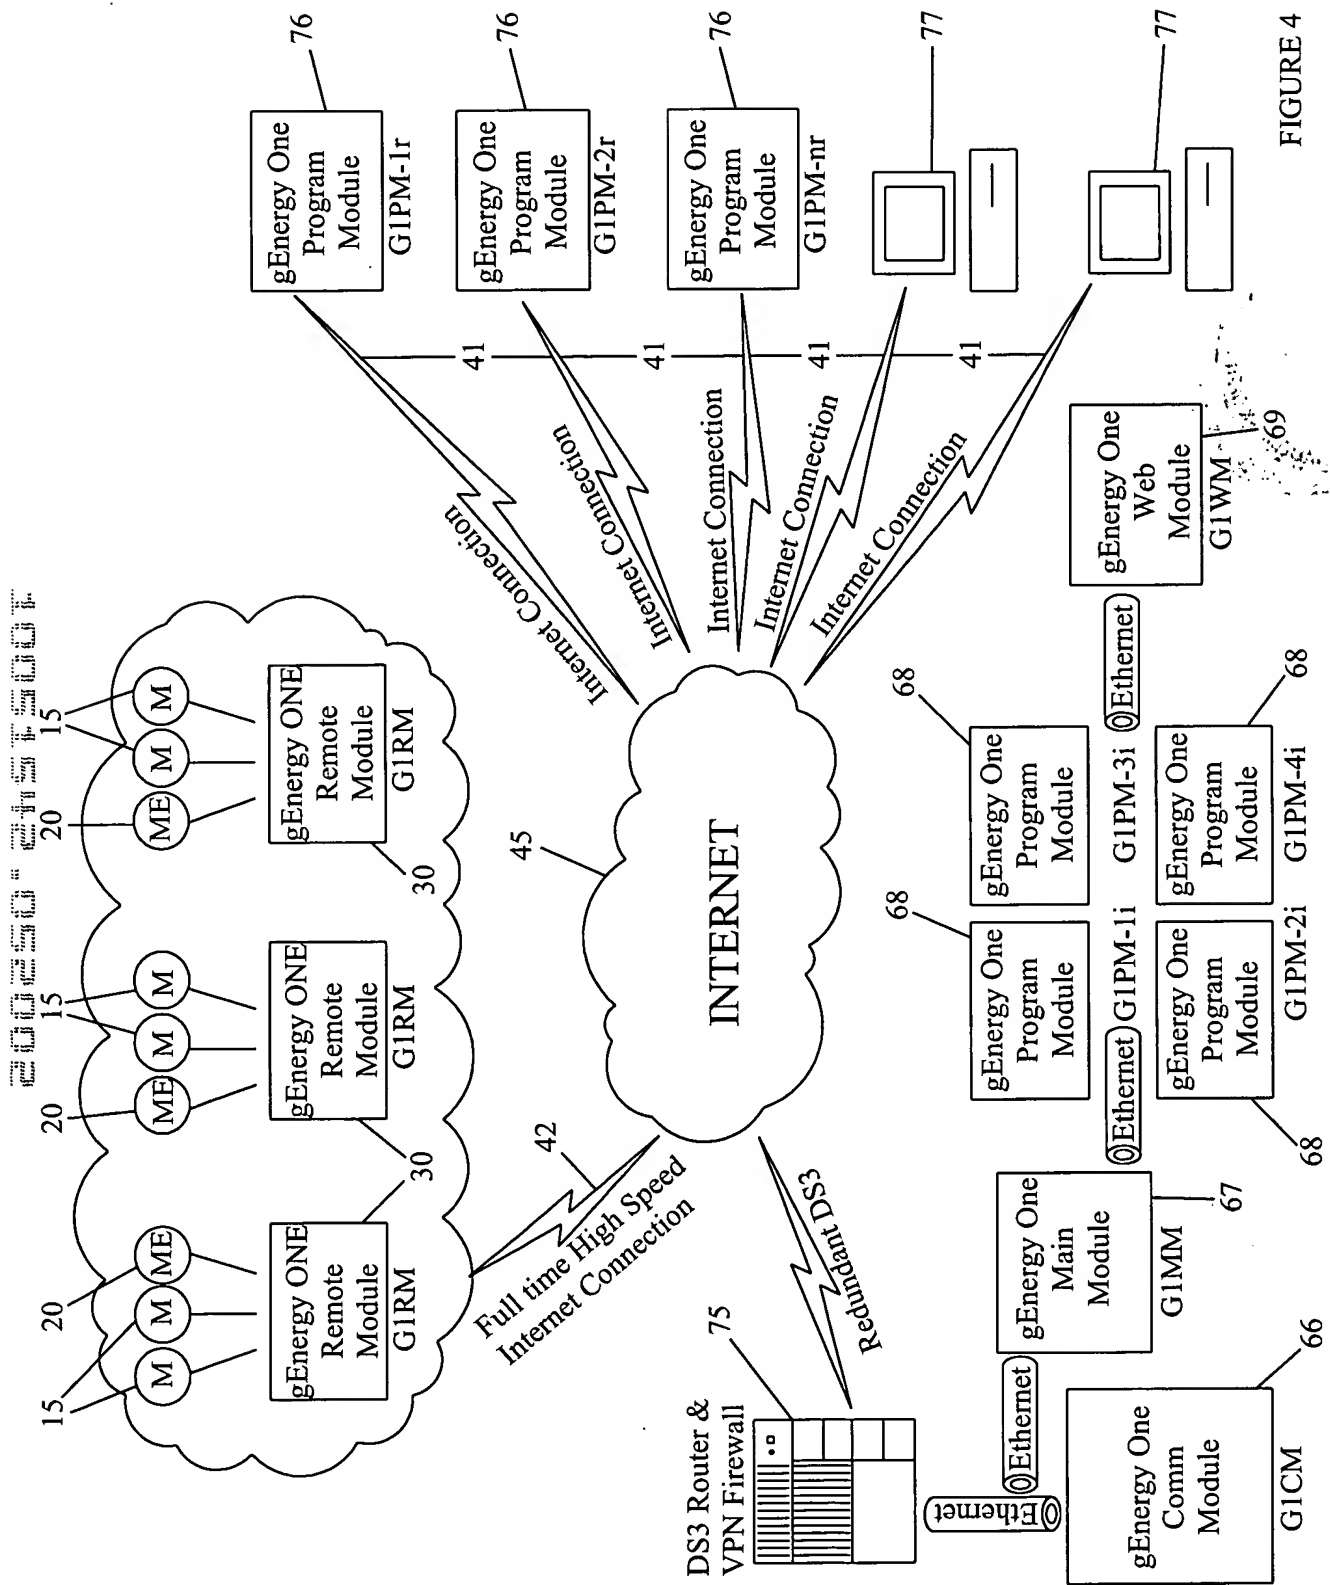 10051542.052002
15
20
M
M
ME
gEnergy ONE
Remote
Module
G1RM
30
15
20
M
M
ME
gEnergy ONE
Remote
Module
G1RM
30
15
20
M
M
ME
gEnergy ONE
Remote
Module
G1RM
30
42
Full time High Speed
Internet Connection
45
INTERNET
Internet Connection
Internet Connection
Internet Connection
Internet Connection
Internet Connection
41
41
41
41
76
gEnergy One
Program
Module
G1PM-1r
76
gEnergy One
Program
Module
G1PM-2r
76
gEnergy One
Program
Module
G1PM-nr
77
77
Redundant DS3
75
DS3 Router &
VPN Firewall
Ethernet
Ethernet
gEnergy One
Comm
Module
G1CM
66
gEnergy One
Main
Module
G1MM
67
Ethernet
68
gEnergy One
Program
Module
G1PM-1i
68
gEnergy One
Program
Module
G1PM-3i
gEnergy One
Program
Module
G1PM-2i
68
gEnergy One
Program
Module
G1PM-4i
68
Ethernet
gEnergy One
Web
Module
G1WM
69
FIGURE 4